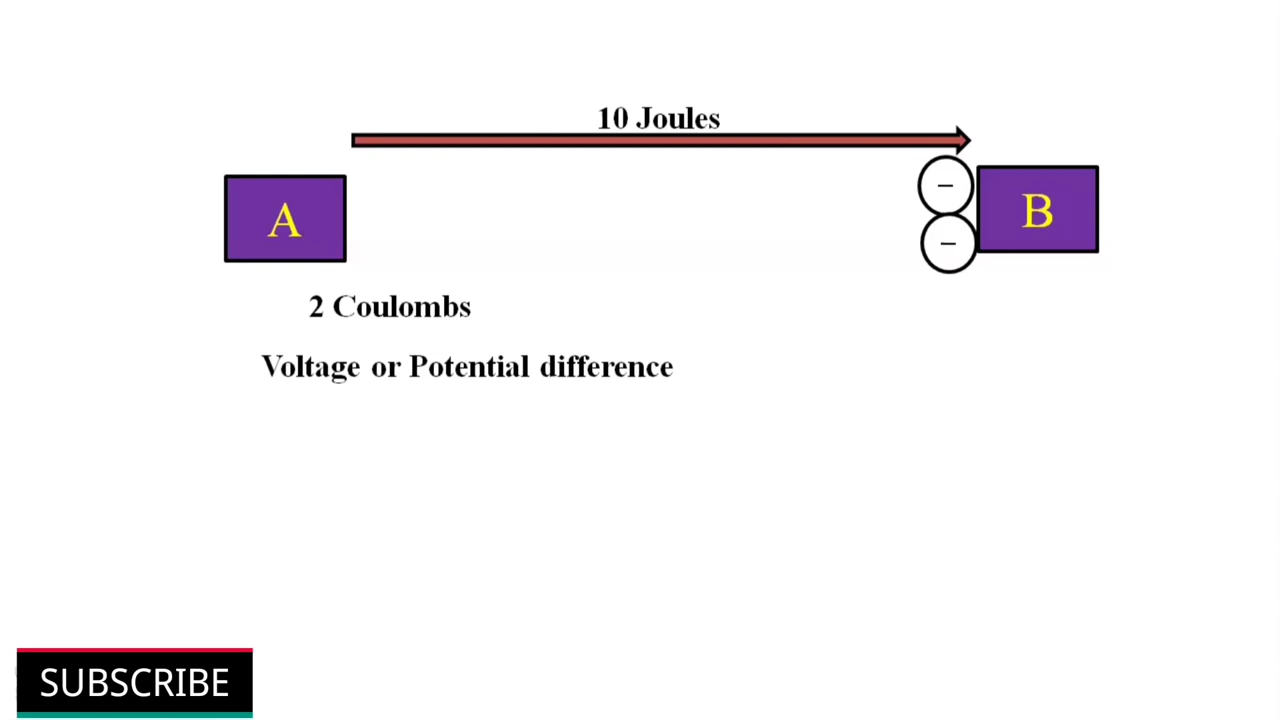 10 Joules
A
B
−
−
2 Coulombs
Voltage or Potential difference
SUBSCRIBE